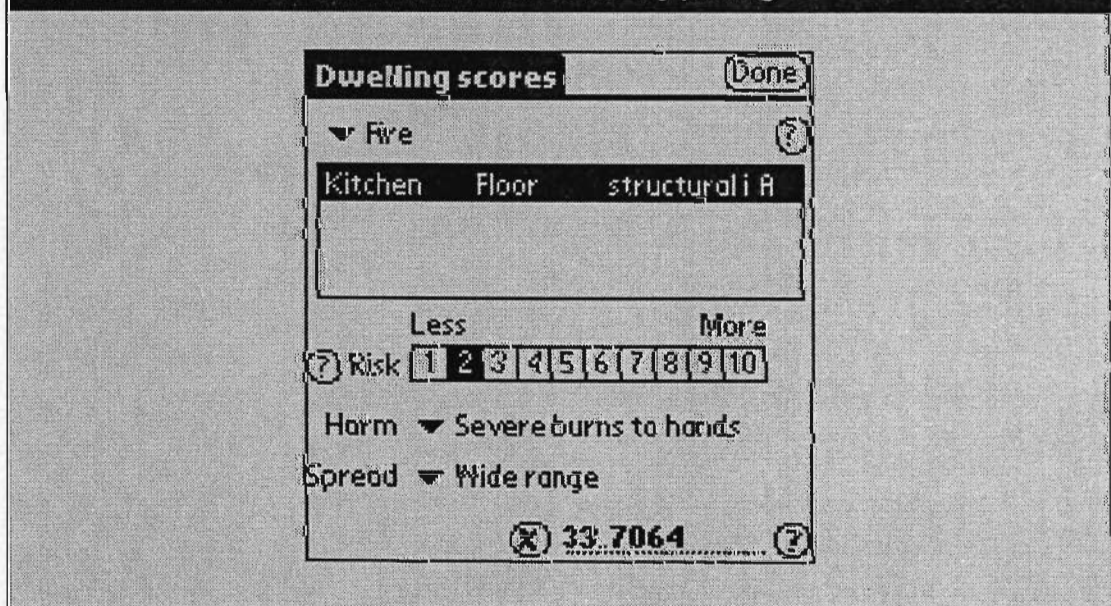 Dwelling scores Done
Fire ?
Kitchen Floor structural i A
Less More
? Risk 1 2 3 4 5 6 7 8 9 10
Harm Severe burns to hands
Spread Wide range
X 33.7064 ?